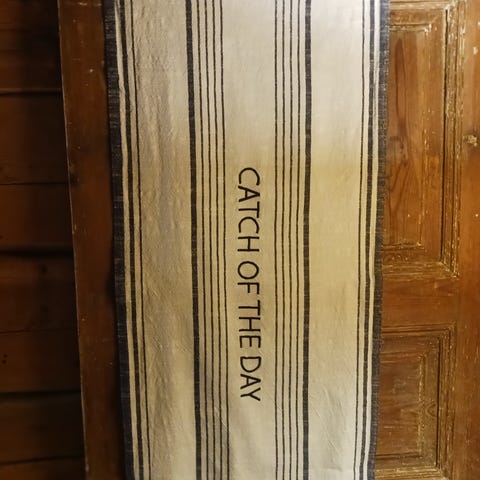 CATCH OF THE DAY